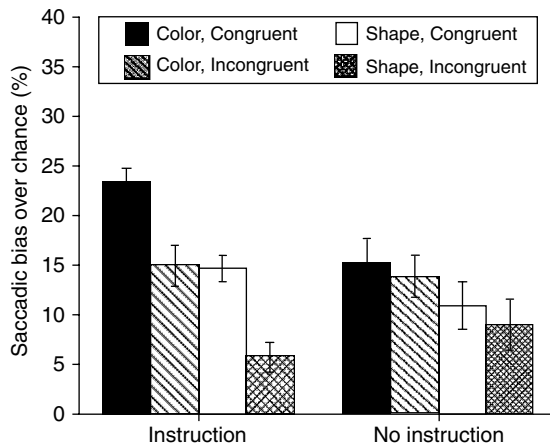 40
35
30
25
20
15
10
5
0
Saccadic bias over chance (%)
Color, Congruent
Shape, Congruent
Color, Incongruent
Shape, Incongruent
Instruction
No instruction